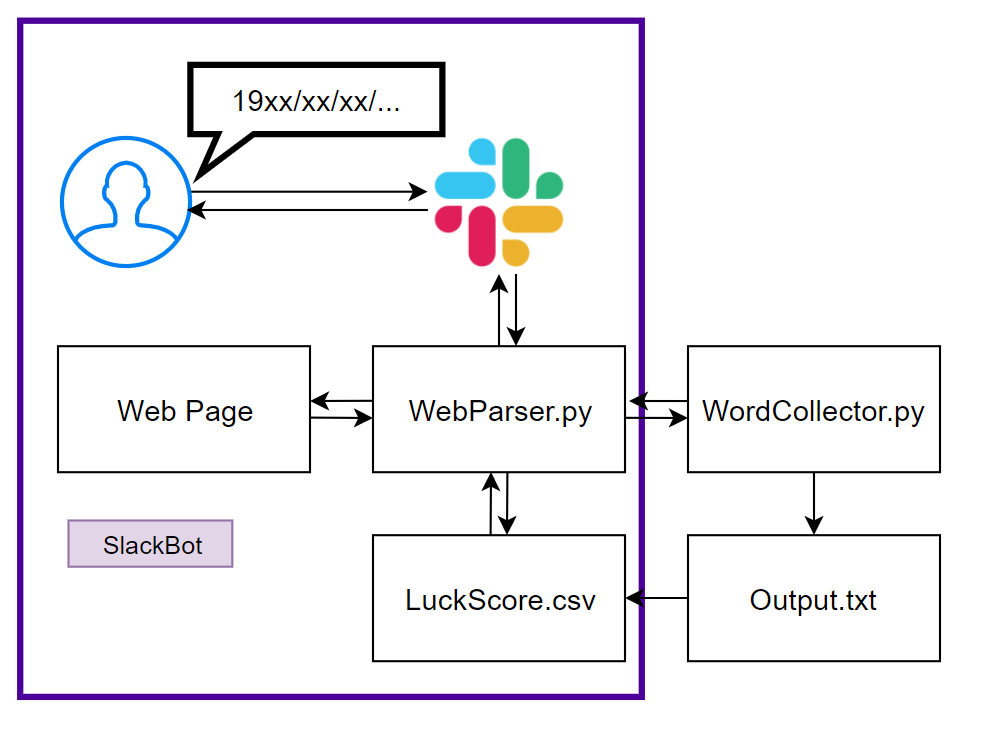 19xx/xx/xx/...
Web Page
WebParser.py
WordCollector.py
SlackBot
LuckScore.csv
Output.txt